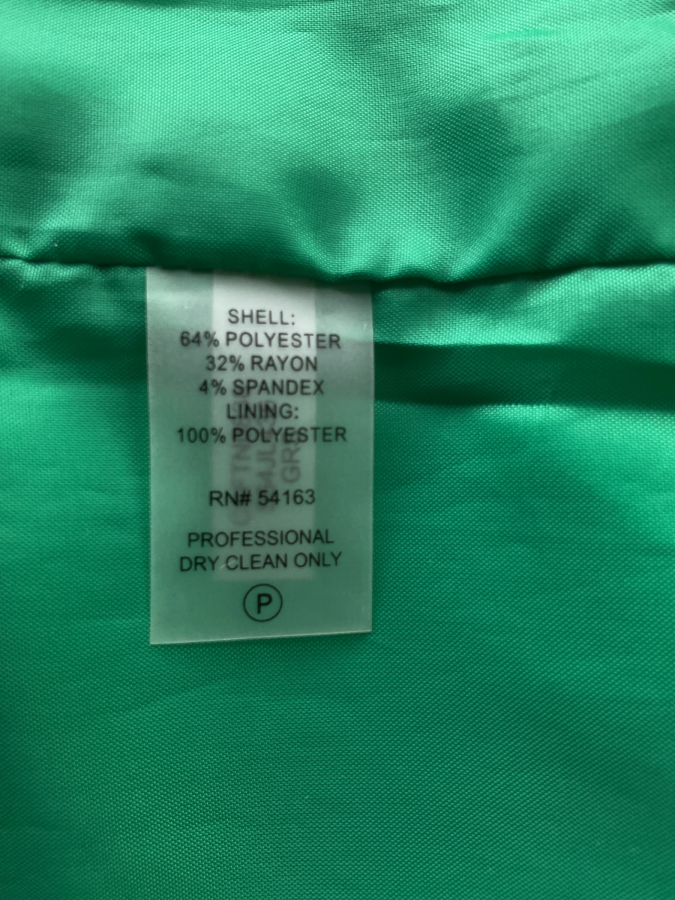 SHELL:
64% POLYESTER
32% RAYON
4% SPANDEX
LINING:
100% POLYESTER
RN# 54163
PROFESSIONAL
DRY CLEAN ONLY
P